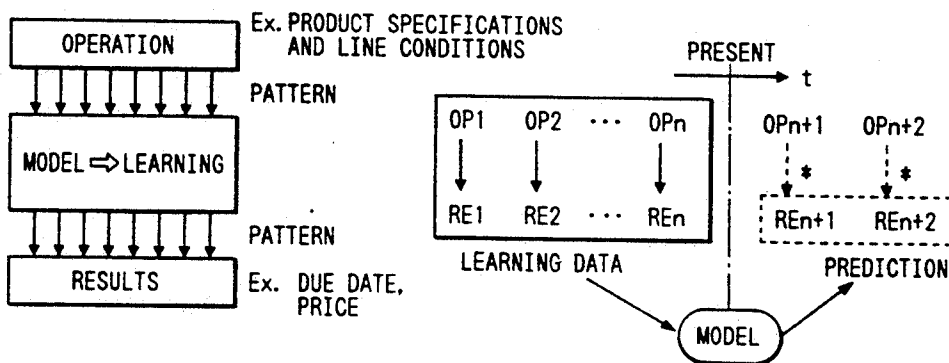 OPERATION
Ex. PRODUCT SPECIFICATIONS
AND LINE CONDITIONS
PATTERN
MODEL ⇨ LEARNING
PATTERN
RESULTS
Ex. DUE DATE,
PRICE
PRESENT
t
OP1 OP2 ··· OPn
OPn+1 OPn+2
* *
RE1 RE2 ··· REn
REn+1 REn+2
LEARNING DATA
PREDICTION
MODEL